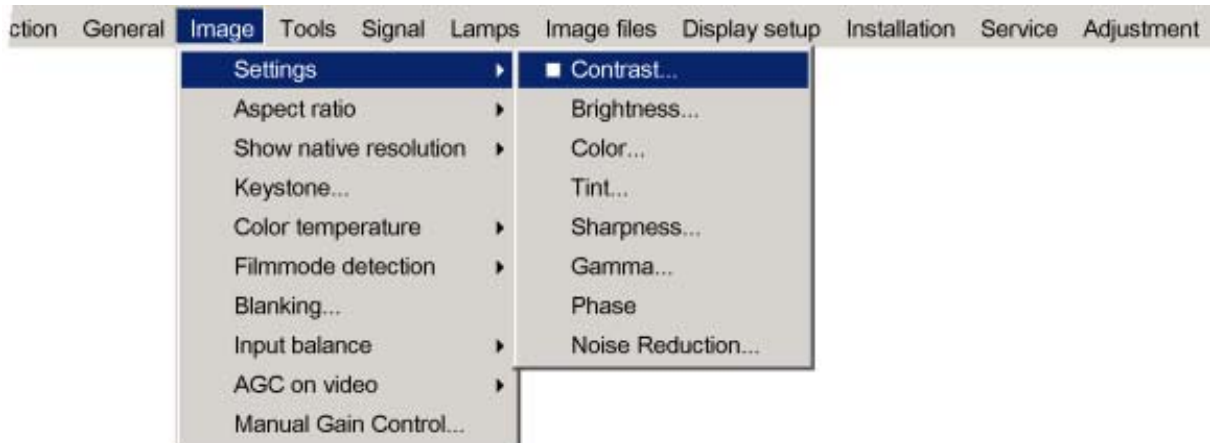 ction General Image Tools Signal Lamps Image files Display setup Installation Service Adjustment
Settings
Aspect ratio
Show native resolution
Keystone...
Color temperature
Filmmode detection
Blanking...
Input balance
AGC on video
Manual Gain Control...
Contrast...
Brightness...
Color...
Tint...
Sharpness...
Gamma...
Phase
Noise Reduction...